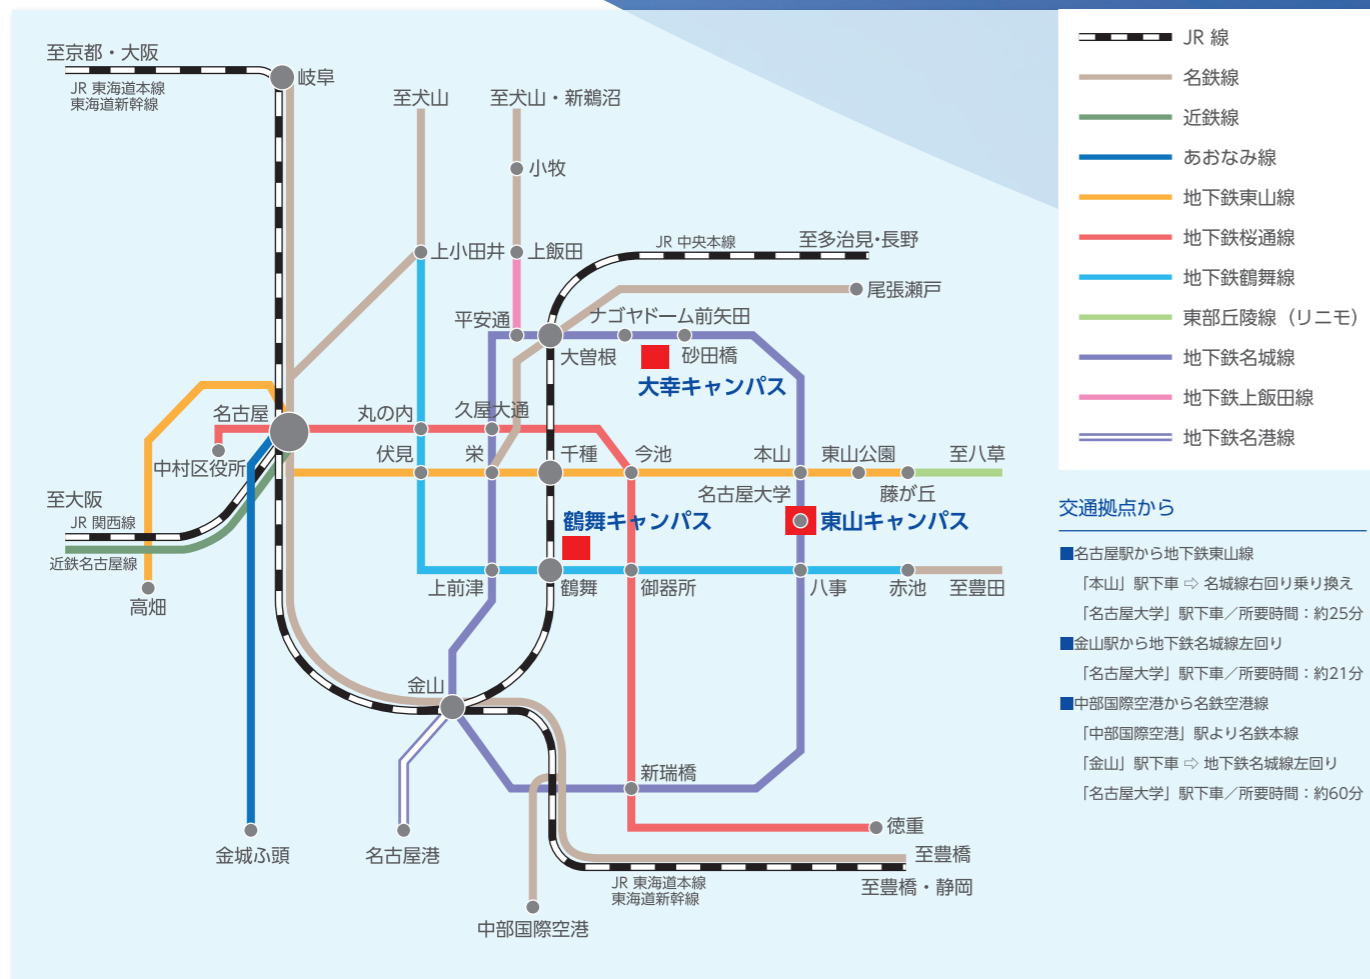 至京都・大阪
JR 東海道本線
東海道新幹線
岐阜
至犬山
至犬山・新鵜沼
小牧
上小田井
上飯田
JR 中央本線
至多治見・長野
尾張瀬戸
平安通
ナゴヤドーム前矢田
大曽根
砂田橋
大幸キャンパス
名古屋
丸の内
久屋大通
中村区役所
伏見
栄
千種
今池
本山
東山公園
至八草
名古屋大学
藤が丘
至大阪
JR 関西線
近鉄名古屋線
鶴舞キャンパス
東山キャンパス
高畑
上前津
鶴舞
御器所
八事
赤池
至豊田
金山
新瑞橋
徳重
金城ふ頭
名古屋港
至豊橋
JR 東海道本線
東海道新幹線
至豊橋・静岡
中部国際空港
JR 線
名鉄線
近鉄線
あおなみ線
地下鉄東山線
地下鉄桜通線
地下鉄鶴舞線
東部丘陵線（リニモ）
地下鉄名城線
地下鉄上飯田線
地下鉄名港線
交通拠点から
■名古屋駅から地下鉄東山線
「本山」駅下車 ⇨ 名城線右回り乗り換え
「名古屋大学」駅下車／所要時間：約25分
■金山駅から地下鉄名城線左回り
「名古屋大学」駅下車／所要時間：約21分
■中部国際空港から名鉄空港線
「中部国際空港」駅より名鉄本線
「金山」駅下車 ⇨ 地下鉄名城線左回り
「名古屋大学」駅下車／所要時間：約60分